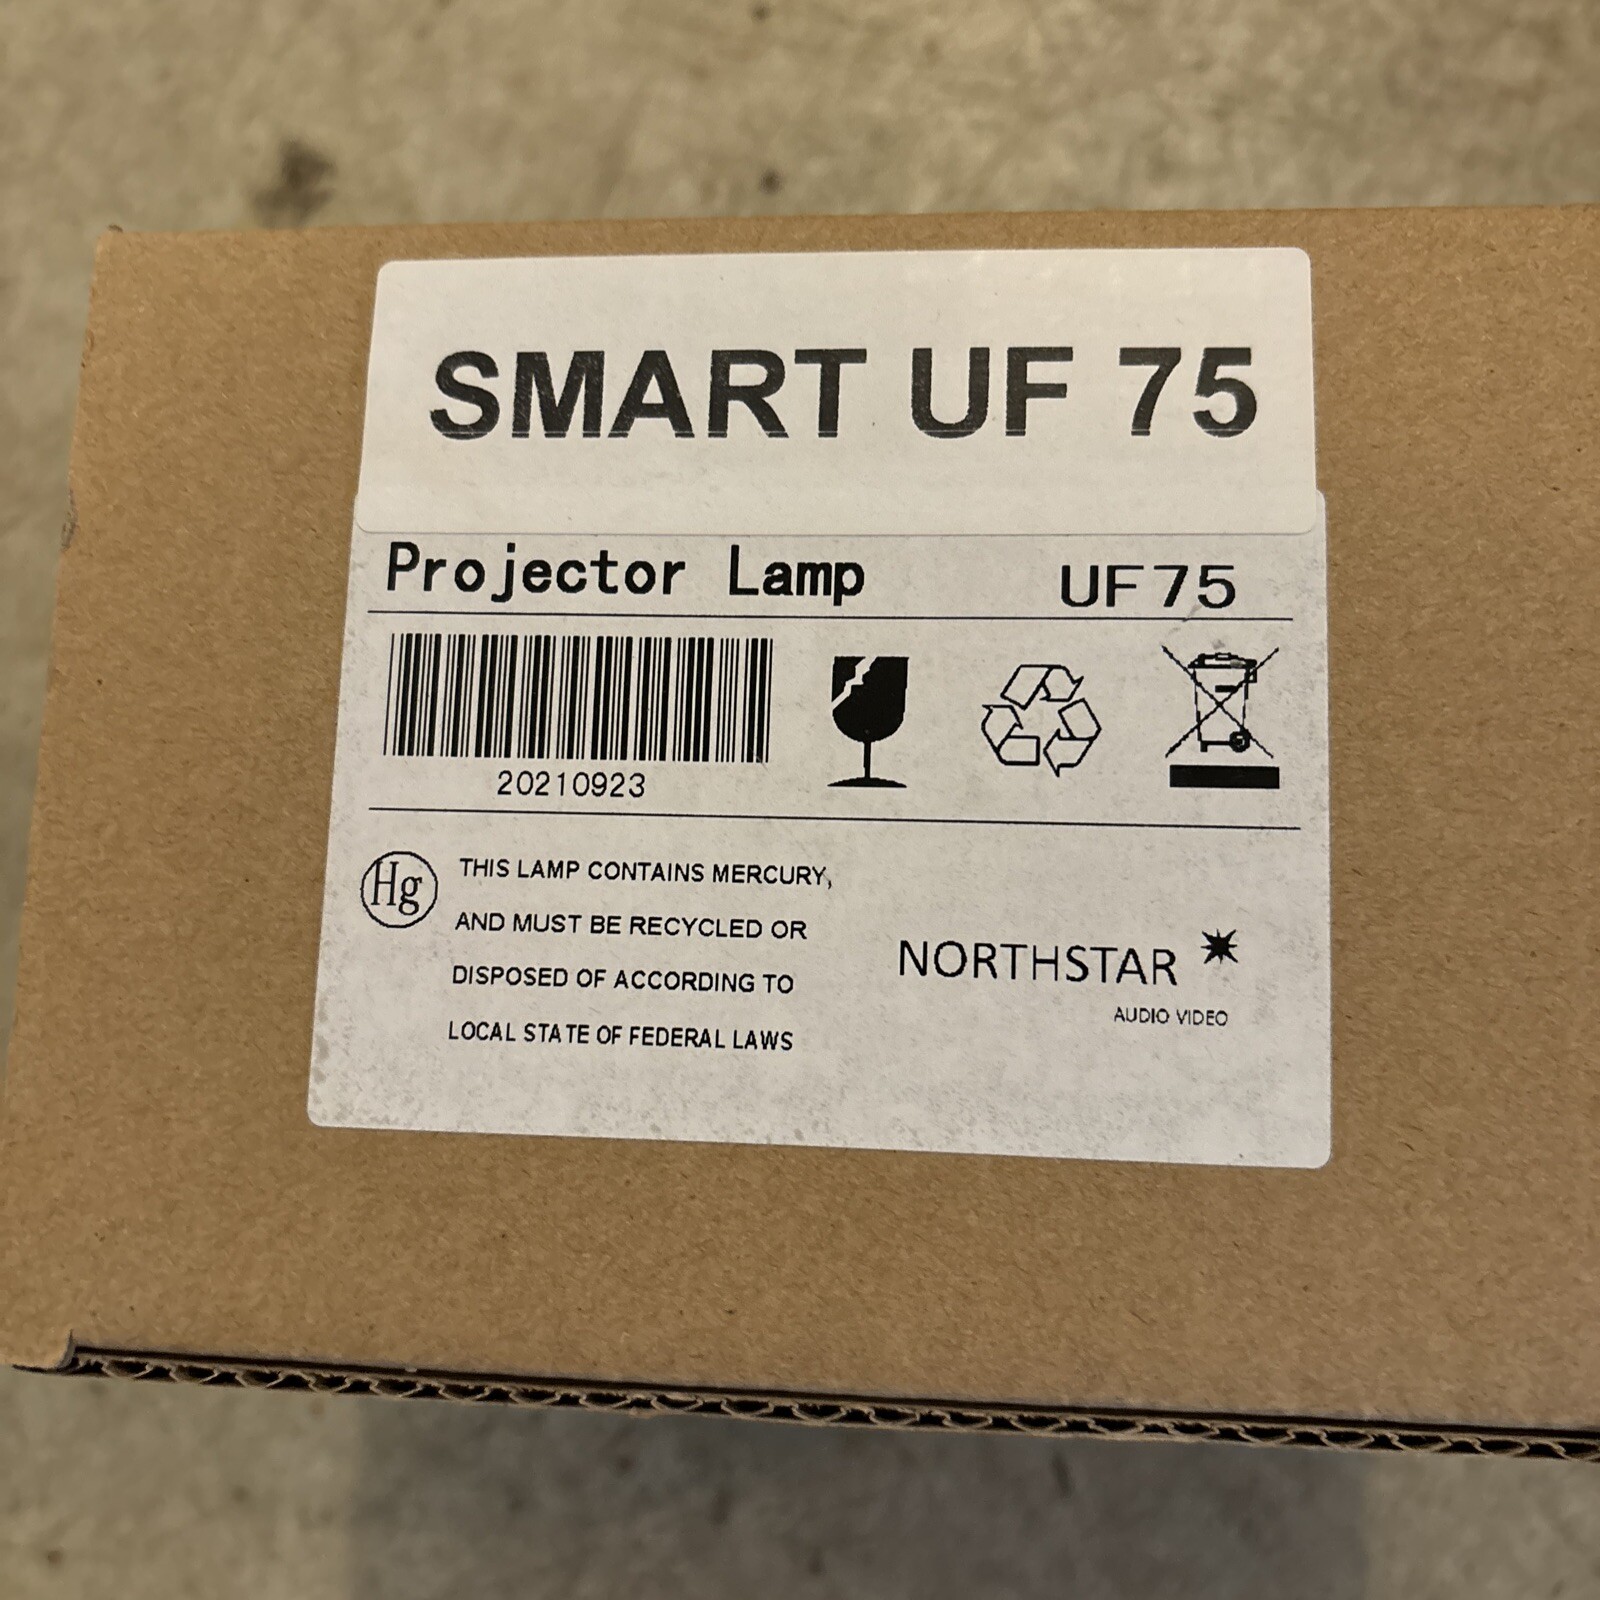 SMART UF 75
Projector Lamp UF75
20210923
Hg
THIS LAMP CONTAINS MERCURY,
AND MUST BE RECYCLED OR
DISPOSED OF ACCORDING TO
LOCAL STATE OF FEDERAL LAWS
NORTHSTAR
AUDIO VIDEO